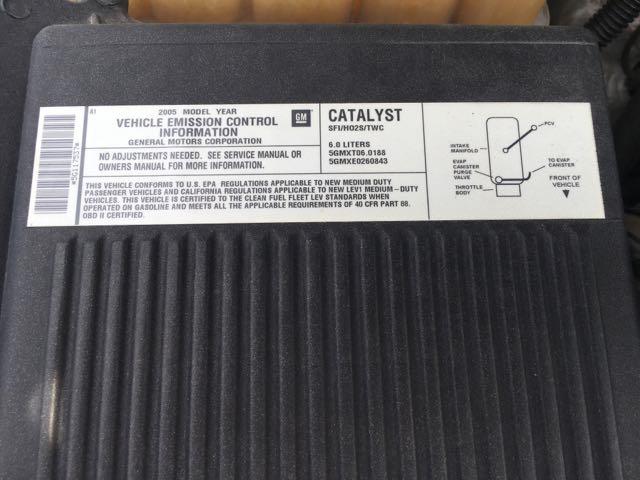 A1
2005 MODEL YEAR
VEHICLE EMISSION CONTROL
INFORMATION
GENERAL MOTORS CORPORATION
GM
NO ADJUSTMENTS NEEDED. SEE SERVICE MANUAL OR
OWNERS MANUAL FOR MORE INFORMATION.
THIS VEHICLE CONFORMS TO U.S. EPA REGULATIONS APPLICABLE TO NEW MEDIUM DUTY
PASSENGER VEHICLES AND CALIFORNIA REGULATIONS APPLICABLE TO NEW LEV1 MEDIUM-DUTY
VEHICLES. THIS VEHICLE IS CERTIFIED TO THE CLEAN FUEL FLEET LEV STANDARDS WHEN
OPERATED ON GASOLINE AND MEETS ALL THE APPLICABLE REQUIREMENTS OF 40 CFR PART 88.
OBD II CERTIFIED.
*5G117537*
CATALYST
SFI/HO2S/TWC
6.0 LITERS
5GMXT06.0188
5GMXE0260843
PCV
INTAKE
MANIFOLD
EVAP
CANISTER
PURGE
VALVE
THROTTLE
BODY
TO EVAP
CANISTER
FRONT OF
VEHICLE